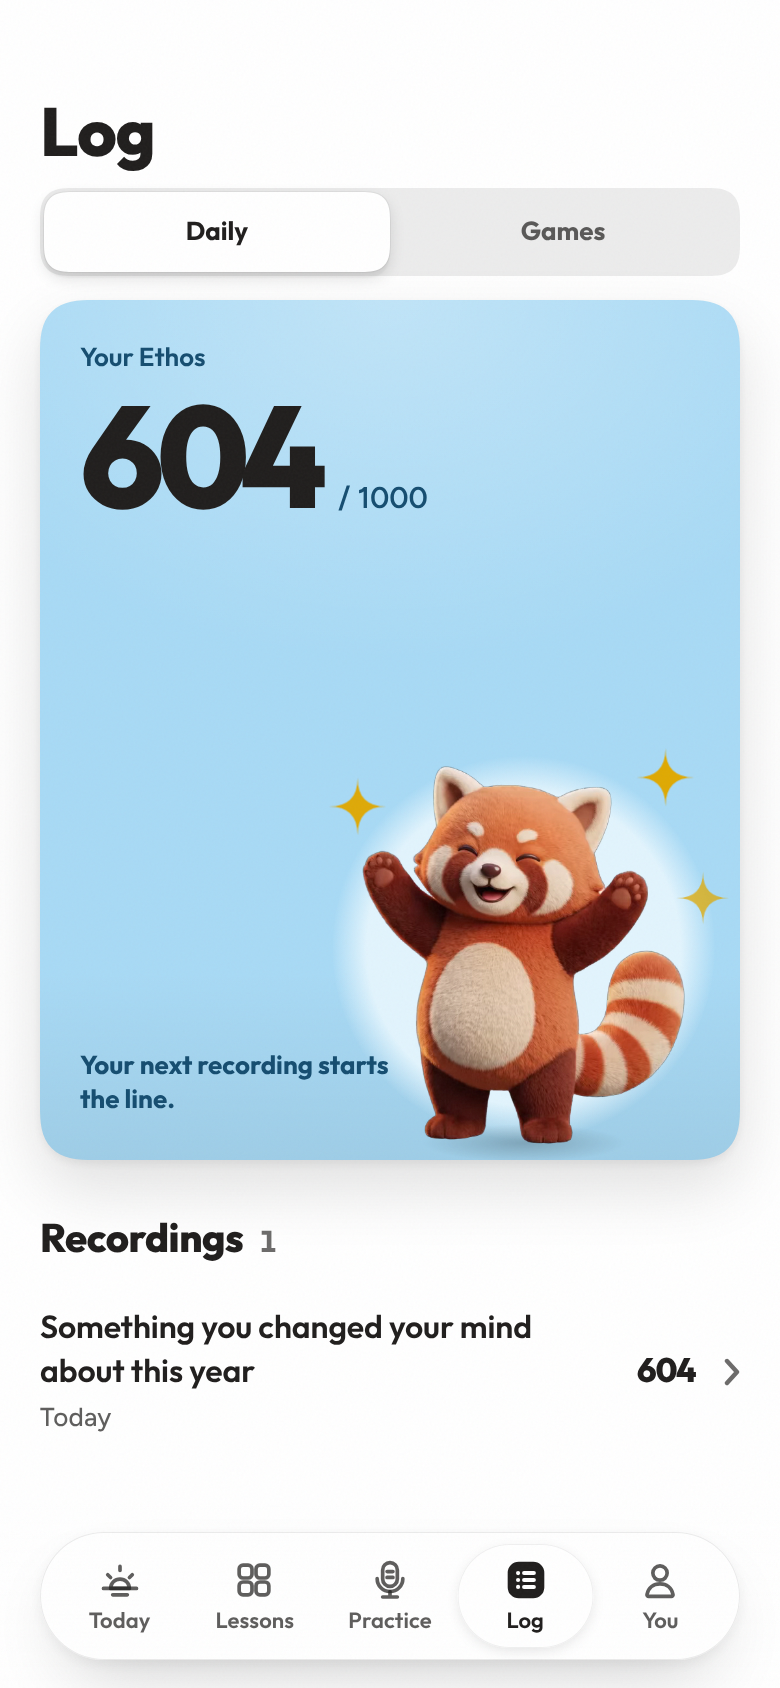 Log
Daily
Games
Your Ethos
604 / 1000
Your next recording starts
the line.
Recordings 1
Something you changed your mind
about this year
604
Today
Today
Lessons
Practice
Log
You